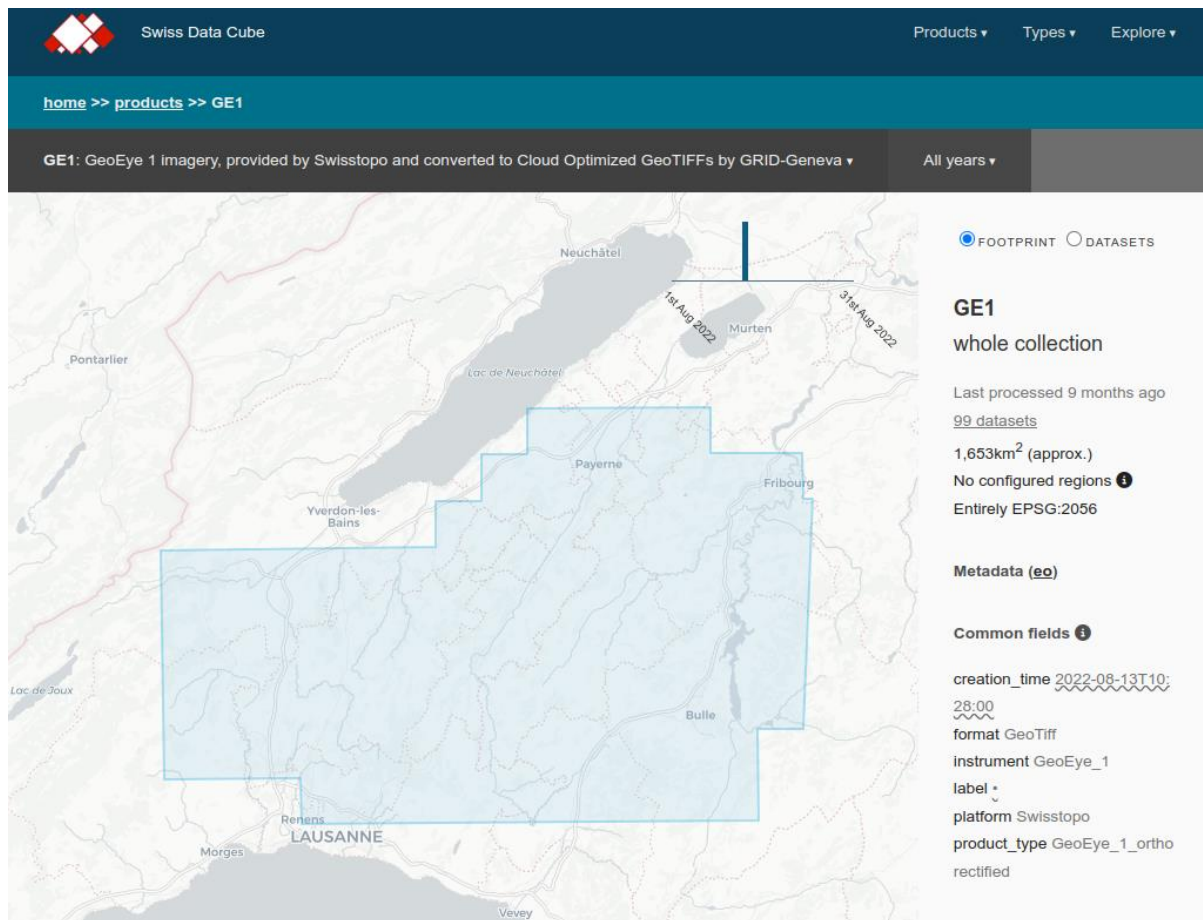 Swiss Data Cube
Products ▾ Types ▾ Explore ▾
home >> products >> GE1
GE1: GeoEye 1 imagery, provided by Swisstopo and converted to Cloud Optimized GeoTIFFs by GRID-Geneva ▾
All years ▾
Neuchâtel
1st Aug 2022
31st Aug 2022
Murten
Pontarlier
Lac de Neuchâtel
Payerne
Fribourg
Yverdon-les-
Bains
Lac de Joux
Bulle
Renens
LAUSANNE
Morges
Vevey
FOOTPRINT DATASETS
GE1
whole collection
Last processed 9 months ago
99 datasets
1,653km² (approx.)
No configured regions
Entirely EPSG:2056
Metadata (eo)
Common fields
creation_time 2022-08-13T10:
28:00
format GeoTiff
instrument GeoEye_1
label •
platform Swisstopo
product_type GeoEye_1_ortho
rectified